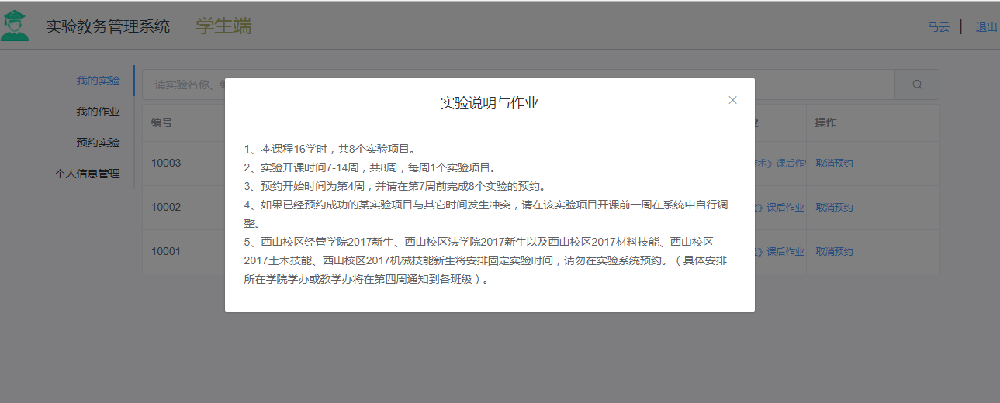 实验教务管理系统 学生端
马云 | 退出
我的实验
我的作业
预约实验
个人信息管理
请实验名称、
编号
业
操作
10003
技术》课后作业
取消预约
10002
》课后作业
取消预约
10001
》课后作业
取消预约
实验说明与作业
1、本课程16学时，共8个实验项目。
2、实验开课时间7-14周，共8周，每周1个实验项目。
3、预约开始时间为第4周，并请在第7周前完成8个实验的预约。
4、如果已经预约成功的某实验项目与其它时间发生冲突，请在该实验项目开课前一周在系统中自行调
整。
5、西山校区经管学院2017新生、西山校区法学院2017新生以及西山校区2017材料技能、西山校区
2017土木技能、西山校区2017机械技能新生将安排固定实验时间，请勿在实验系统预约。（具体安排
所在学院学办或教学办将在第四周通知到各班级）。